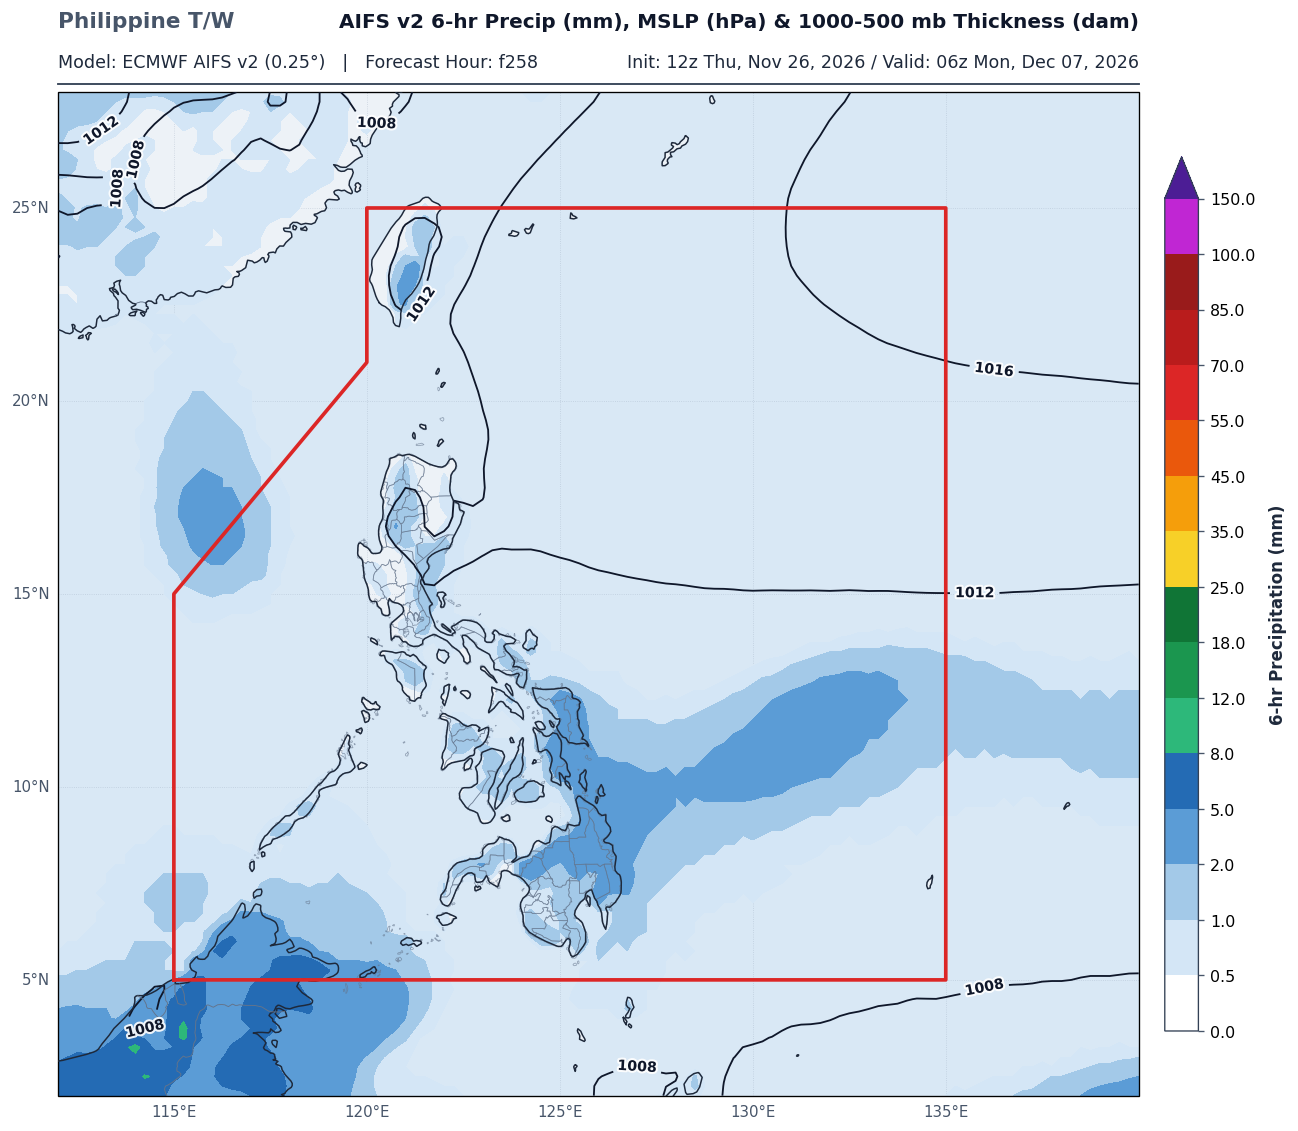 Philippine T/W
AIFS v2 6-hr Precip (mm), MSLP (hPa) & 1000-500 mb Thickness (dam)
Model: ECMWF AIFS v2 (0.25°) | Forecast Hour: f258
Init: 12z Thu, Nov 26, 2026 / Valid: 06z Mon, Dec 07, 2026
1012
1008
1008
1008
1012
1016
1012
1008
1008
1008
25°N
20°N
15°N
10°N
5°N
115°E
120°E
125°E
130°E
135°E
150.0
100.0
85.0
70.0
55.0
45.0
35.0
25.0
18.0
12.0
8.0
5.0
2.0
1.0
0.5
0.0
6-hr Precipitation (mm)